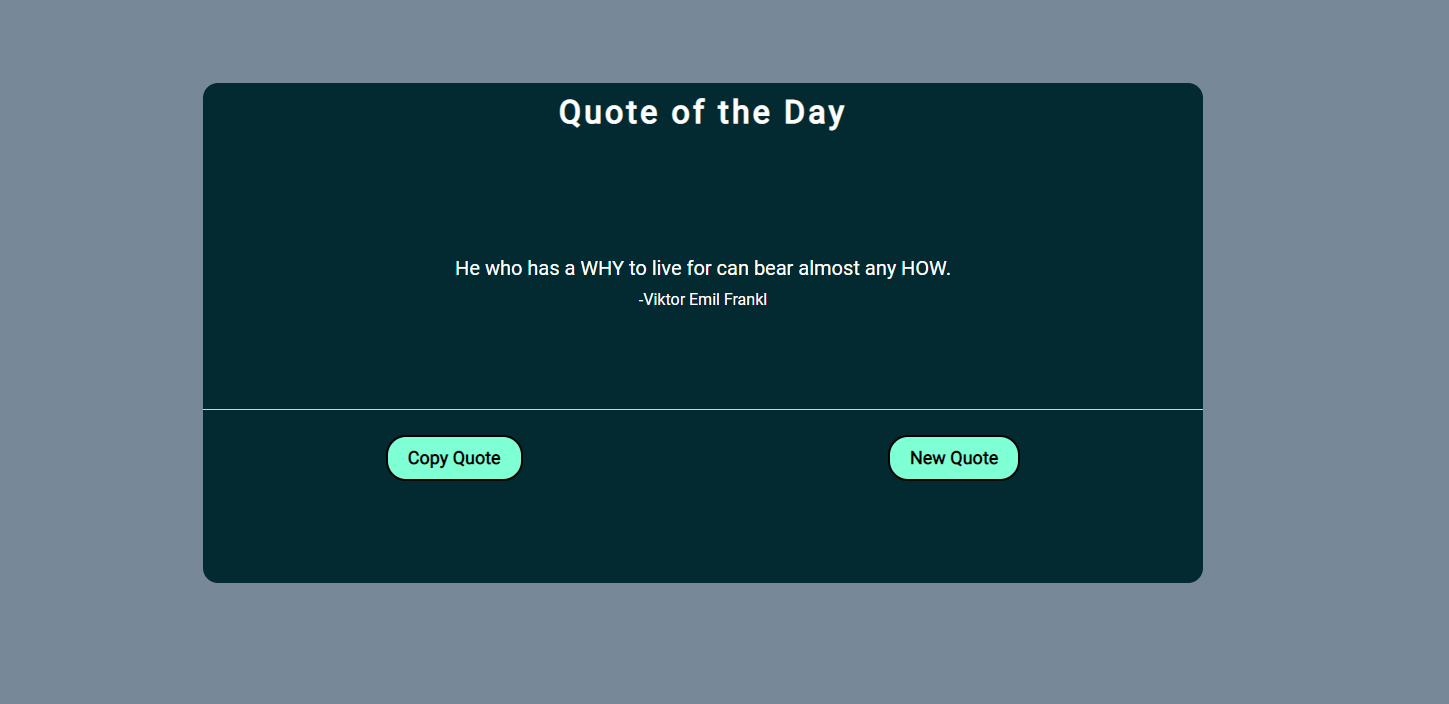 Quote of the Day
He who has a WHY to live for can bear almost any HOW.
-Viktor Emil Frankl
Copy Quote
New Quote